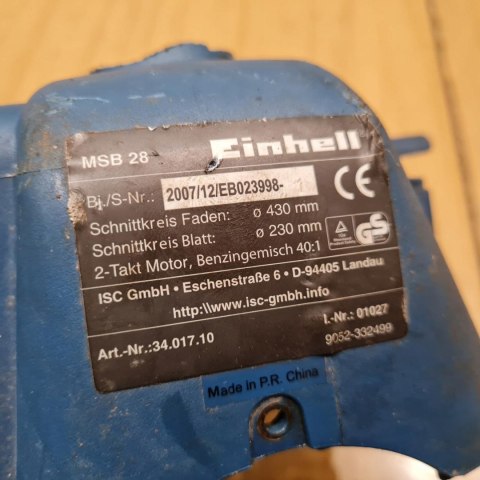 MSB 28
Einhell
Bj./S-Nr.: 2007/12/EB023998-
Schnittkreis Faden: ø 430 mm
Schnittkreis Blatt: ø 230 mm
2-Takt Motor, Benzingemisch 40:1
CE
GS
ISC GmbH • Eschenstraße 6 • D-94405 Landau
http:\\www.isc-gmbh.info
Art.-Nr.:34.017.10
I.-Nr.: 01027
9052-332499
Made in P.R. China